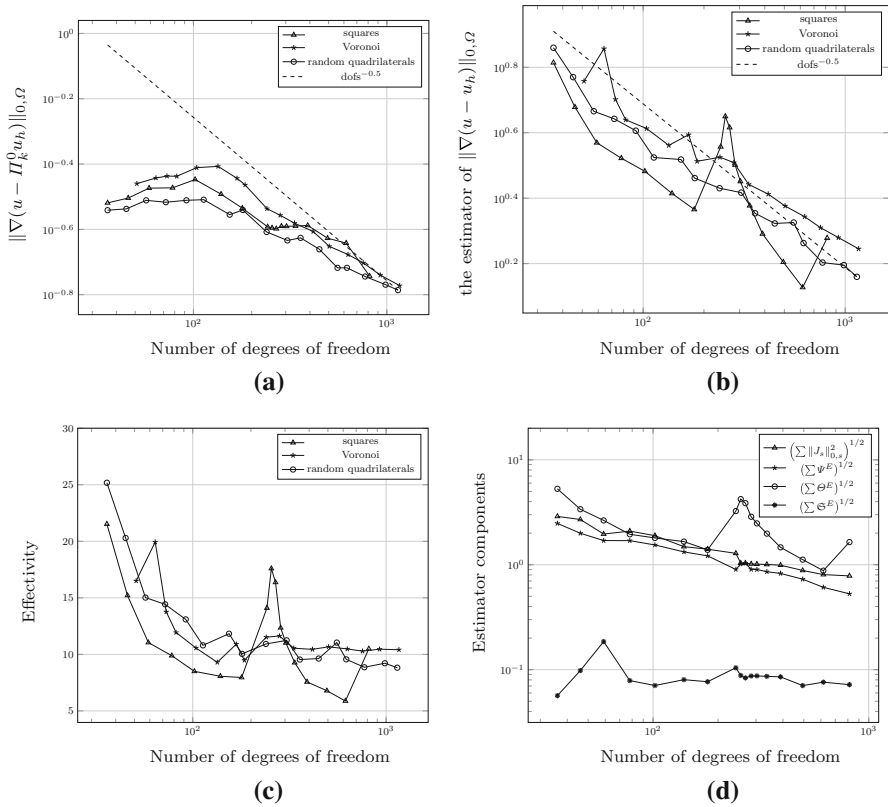 10^0
10^{-0.2}
10^{-0.4}
10^{-0.6}
10^{-0.8}
10^2
10^3
‖∇(u − Π_k^0 u_h)‖_{0,Ω}
squares
Voronoi
random quadrilaterals
dofs^{-0.5}
Number of degrees of freedom
(a)
10^{0.8}
10^{0.6}
10^{0.4}
10^{0.2}
10^2
10^3
the estimator of ‖∇(u − u_h)‖_{0,Ω}
squares
Voronoi
random quadrilaterals
dofs^{-0.5}
Number of degrees of freedom
(b)
30
25
20
15
10
5
10^2
10^3
Effectivity
squares
Voronoi
random quadrilaterals
Number of degrees of freedom
(c)
10^1
10^0
10^{-1}
10^2
10^3
Estimator components
(∑ ‖J_s‖^2_{0,s})^{1/2}
(∑ Ψ^E)^{1/2}
(∑ Θ^E)^{1/2}
(∑ 𝔖^E)^{1/2}
Number of degrees of freedom
(d)